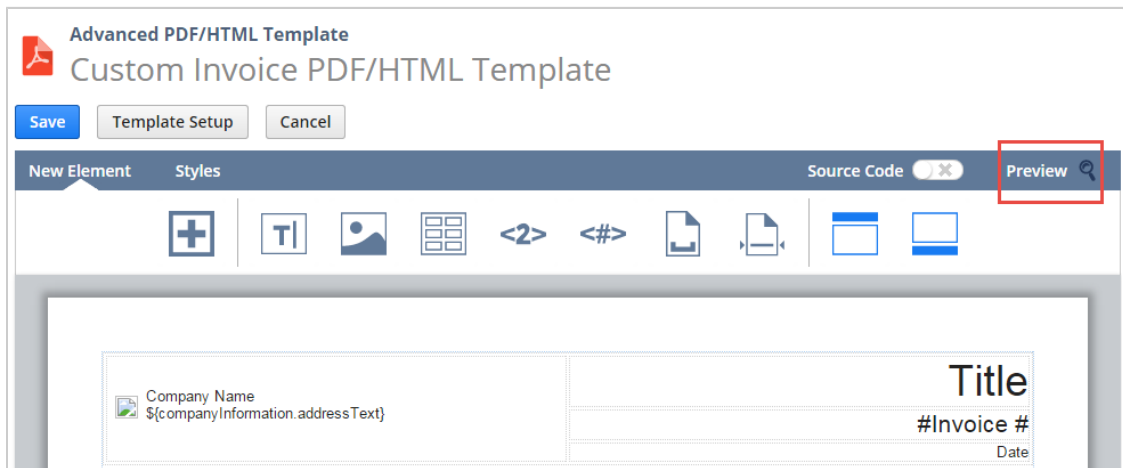 Advanced PDF/HTML Template
Custom Invoice PDF/HTML Template
Save Template Setup Cancel
New Element Styles Source Code Preview
T <2> <#>
Title
Company Name
${companyInformation.addressText}
#Invoice #
Date